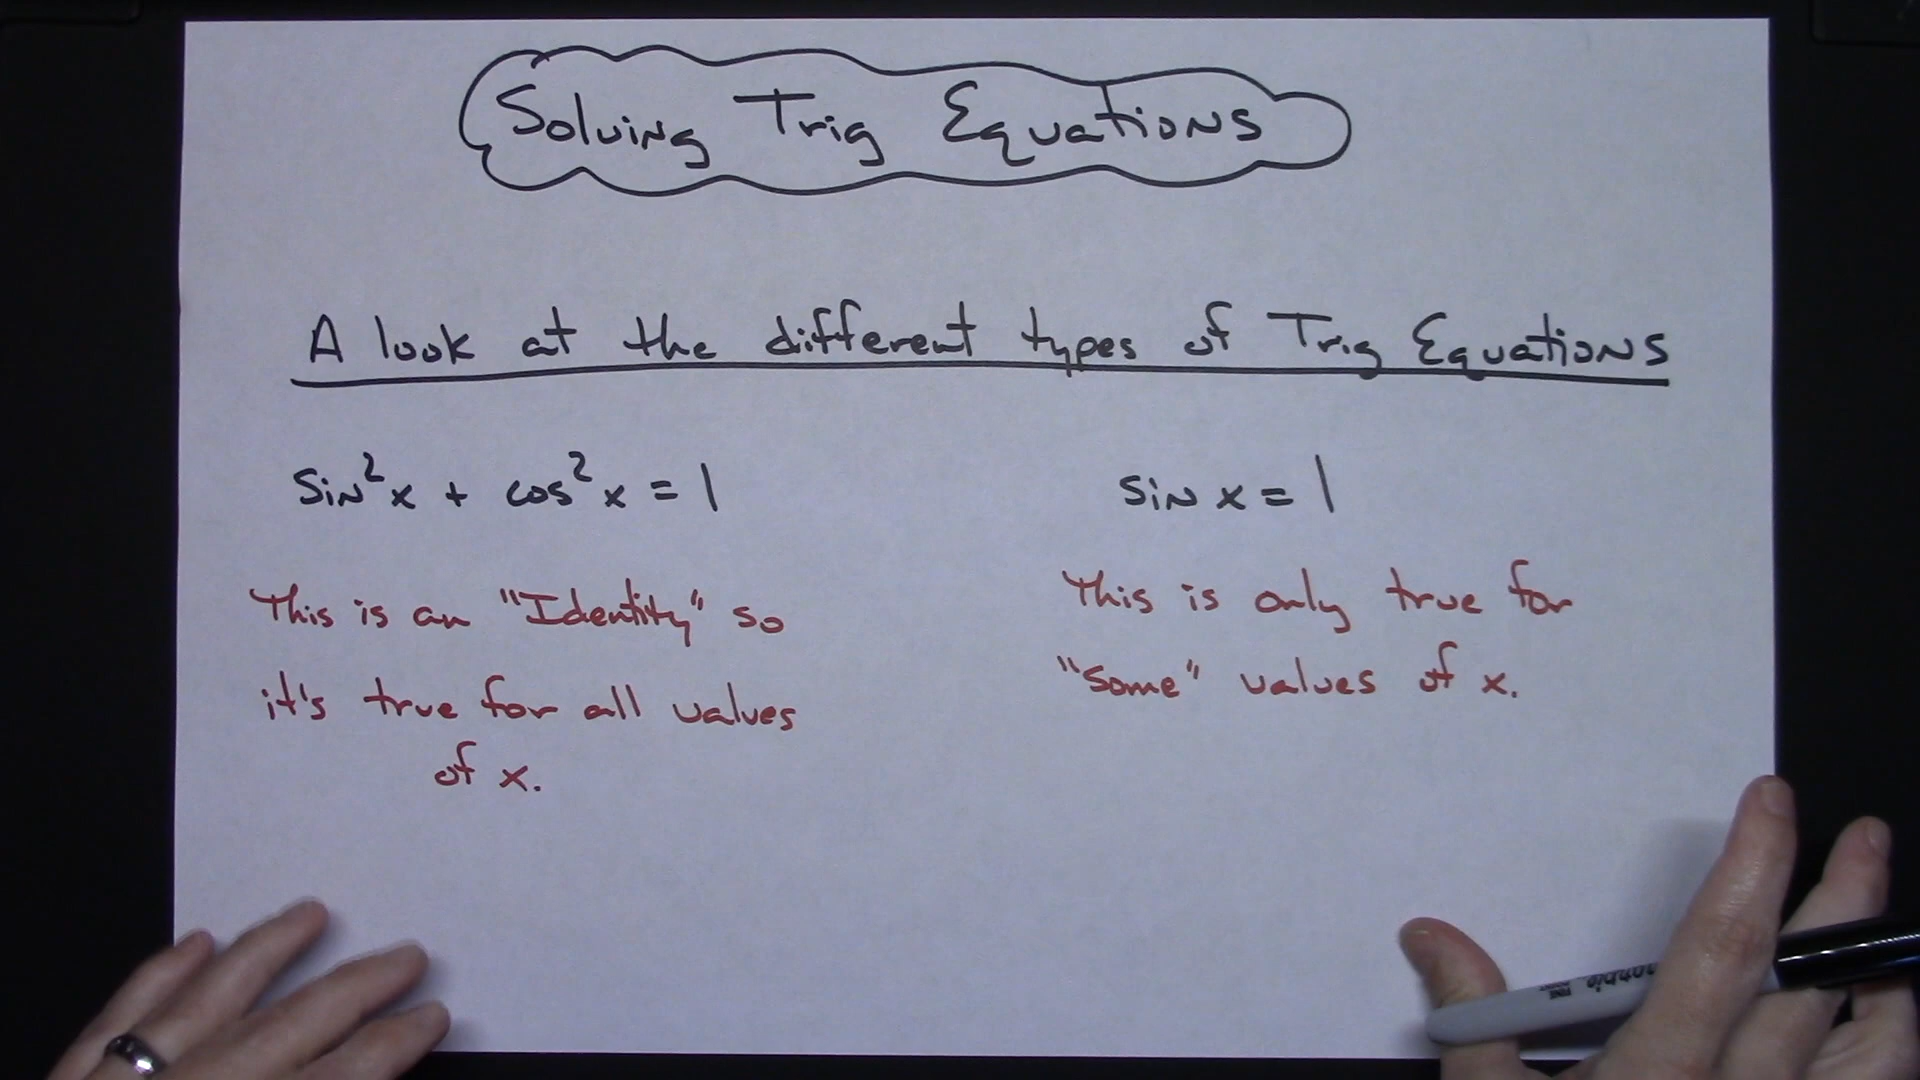 Solving Trig Equations
A look at the different types of Trig Equations
sin²x + cos²x = 1
This is an "Identity" so
it's true for all values
of x.
sin x = 1
This is only true for
"some" values of x.